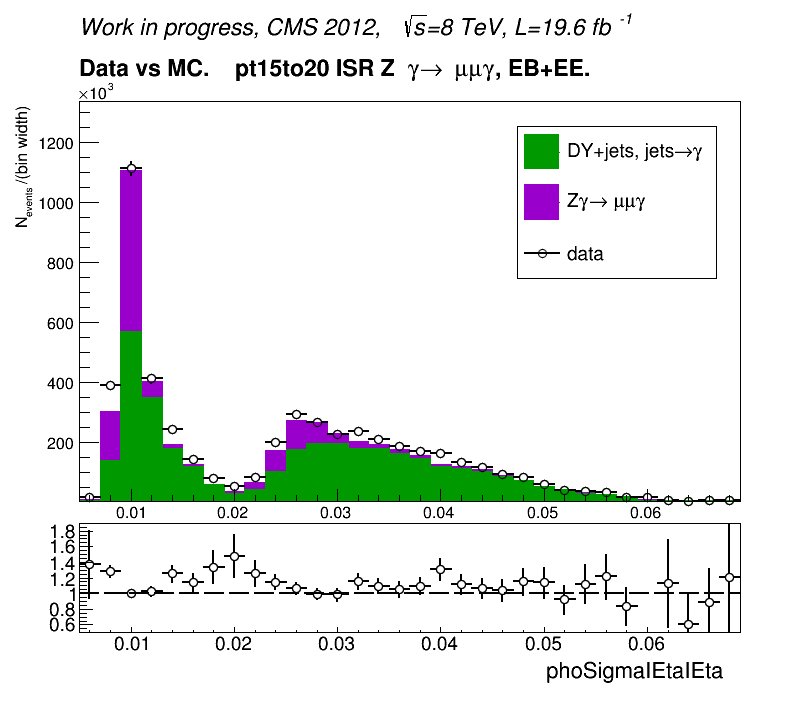 Work in progress, CMS 2012, √s=8 TeV, L=19.6 fb -1
Data vs MC. pt15to20 ISR Z γ→ μμγ, EB+EE.
×10³
N events /(bin width)
1200
1000
800
600
400
200
DY+jets, jets→γ
Zγ→ μμγ
data
0.01 0.02 0.03 0.04 0.05 0.06
1.8
1.6
1.4
1.2
1
0.8
0.6
0.01 0.02 0.03 0.04 0.05 0.06
phoSigmaIEtaIEta